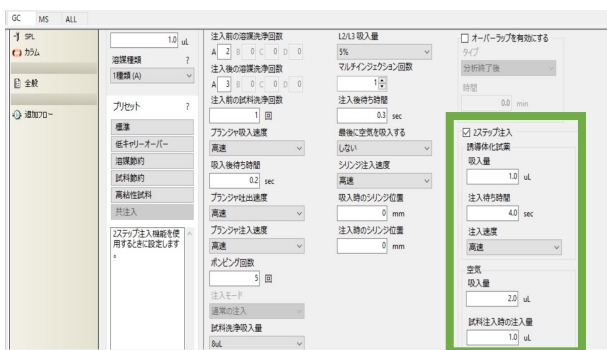 GC MS ALL
SPL
カラム
全般
追加フロー
1.0 uL
溶媒種類 ?
1種類 (A)
プリセット ?
標準
低キャリーオーバー
溶媒節約
試料節約
高粘性試料
共注入
2ステップ注入機能を使
用するときに設定します
。
注入前の溶媒洗浄回数
A 2 B 0 C 0 D 0
注入後の溶媒洗浄回数
A 3 B 0 C 0 D 0
注入前の試料洗浄回数
1 回
プランジャ吸入速度
高速
吸入後待ち時間
0.2 sec
プランジャ吐出速度
高速
プランジャ注入速度
高速
ポンピング回数
5 回
注入モード
通常の注入
試料洗浄吸入量
8uL
L2/L3 吸入量
5%
マルチインジェクション回数
1
注入後待ち時間
0.3 sec
最後に空気を吸入する
しない
シリンジ注入速度
高速
吸入時のシリンジ位置
0 mm
注入時のシリンジ位置
0 mm
オーバーラップを有効にする
タイプ
分析終了後
時間
0.0 min
2ステップ注入
誘導体化試薬
吸入量
1.0 uL
注入待ち時間
4.0 sec
注入速度
高速
空気
吸入量
2.0 uL
試料注入時の注入量
1.0 uL